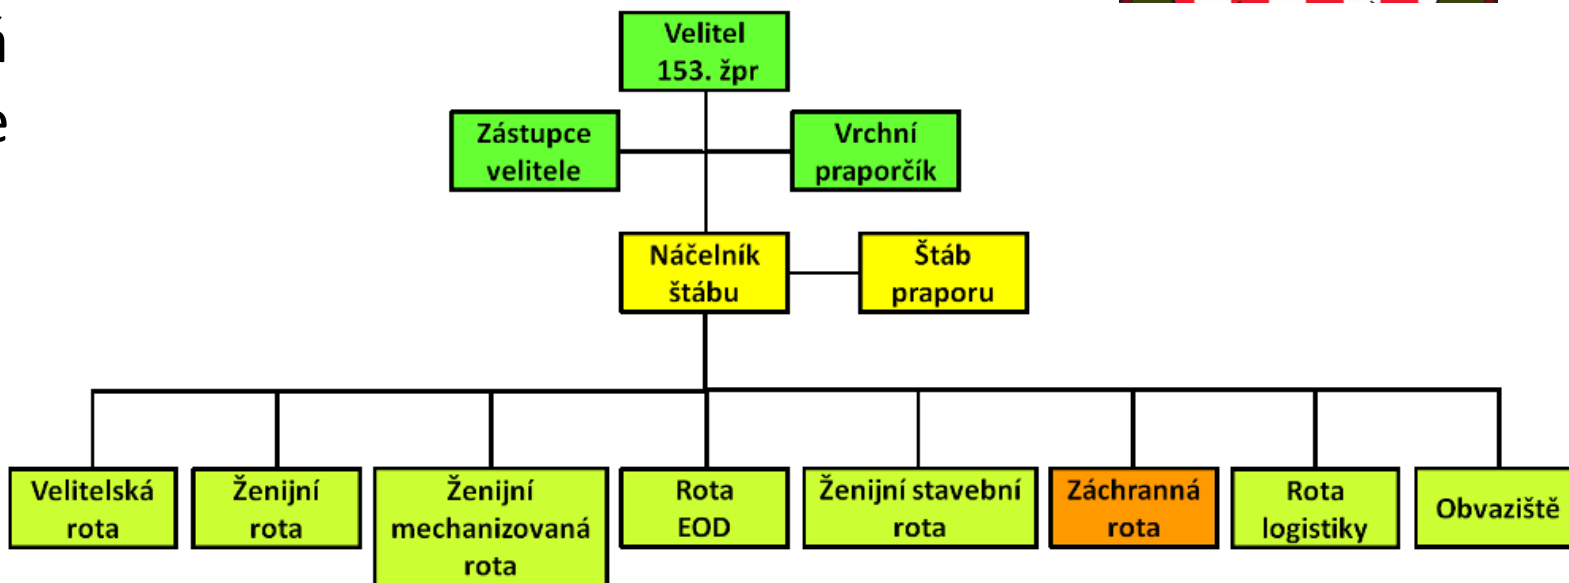 Velitel
153. žpr
Zástupce
velitele
Vrchní
praporčík
Náčelník
štábu
Štáb
praporu
Velitelská
rota
Ženijní
rota
Ženijní
mechanizovaná
rota
Rota
EOD
Ženijní stavební
rota
Záchranná
rota
Rota
logistiky
Obvaziště